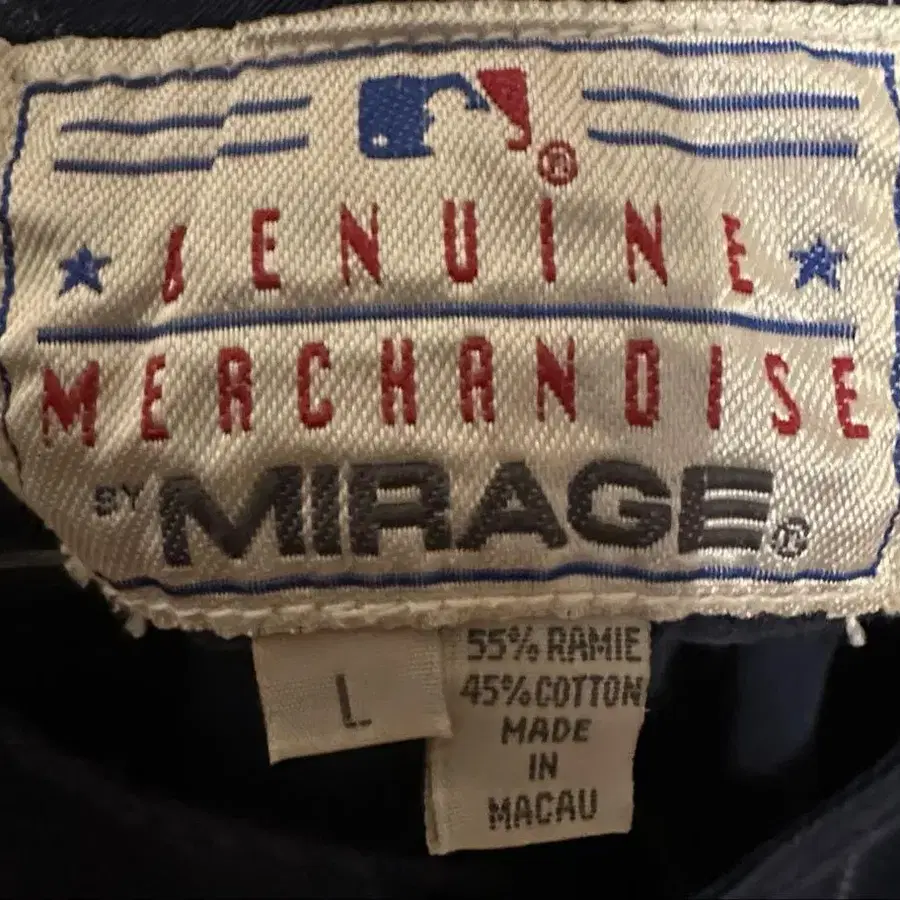 ®
GENUINE
MERCHANDISE
BY MIRAGE
L
55% RAMIE
45% COTTON
MADE
IN
MACAU